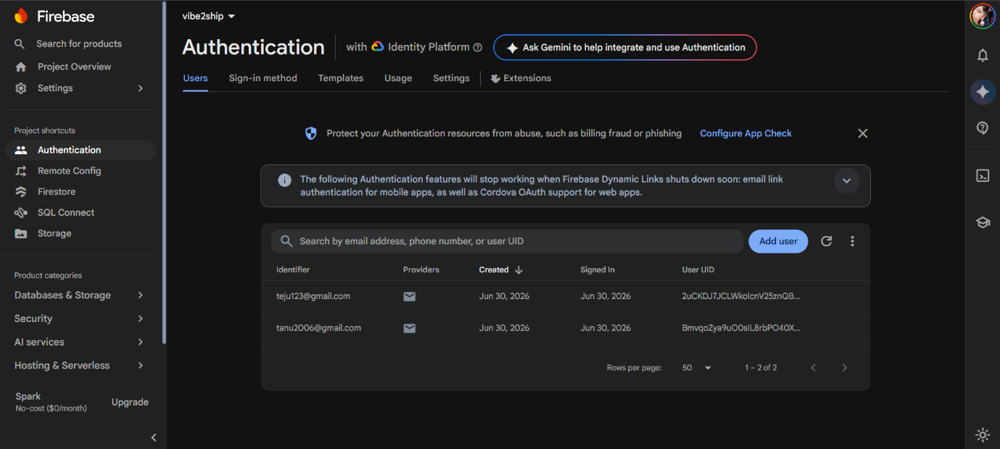 Firebase
Search for products
Project Overview
Settings
Project shortcuts
Authentication
Remote Config
Firestore
SQL Connect
Storage
Product categories
Databases & Storage
Security
AI services
Hosting & Serverless
Spark
No-cost ($0/month)
Upgrade
vibe2ship
Authentication
with Identity Platform
Ask Gemini to help integrate and use Authentication
Users Sign-in method Templates Usage Settings Extensions
Protect your Authentication resources from abuse, such as billing fraud or phishing Configure App Check
The following Authentication features will stop working when Firebase Dynamic Links shuts down soon: email link
authentication for mobile apps, as well as Cordova OAuth support for web apps.
Search by email address, phone number, or user UID Add user
Identifier Providers Created Signed In User UID
teju123@gmail.com Jun 30, 2026 Jun 30, 2026 2uCKDJ7JCLWkolcnV25znQB...
tanu2006@gmail.com Jun 30, 2026 Jun 30, 2026 BmvqoZya9uO0sIL8rbPO40X...
Rows per page: 50 1 – 2 of 2